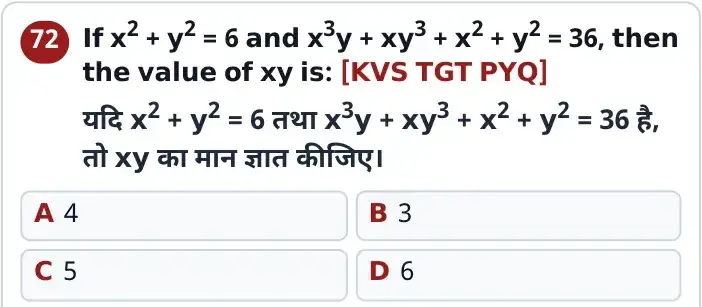 72 If x² + y² = 6 and x³y + xy³ + x² + y² = 36, then
the value of xy is: [KVS TGT PYQ]
यदि x² + y² = 6 तथा x³y + xy³ + x² + y² = 36 है,
तो xy का मान ज्ञात कीजिए।
A 4
B 3
C 5
D 6